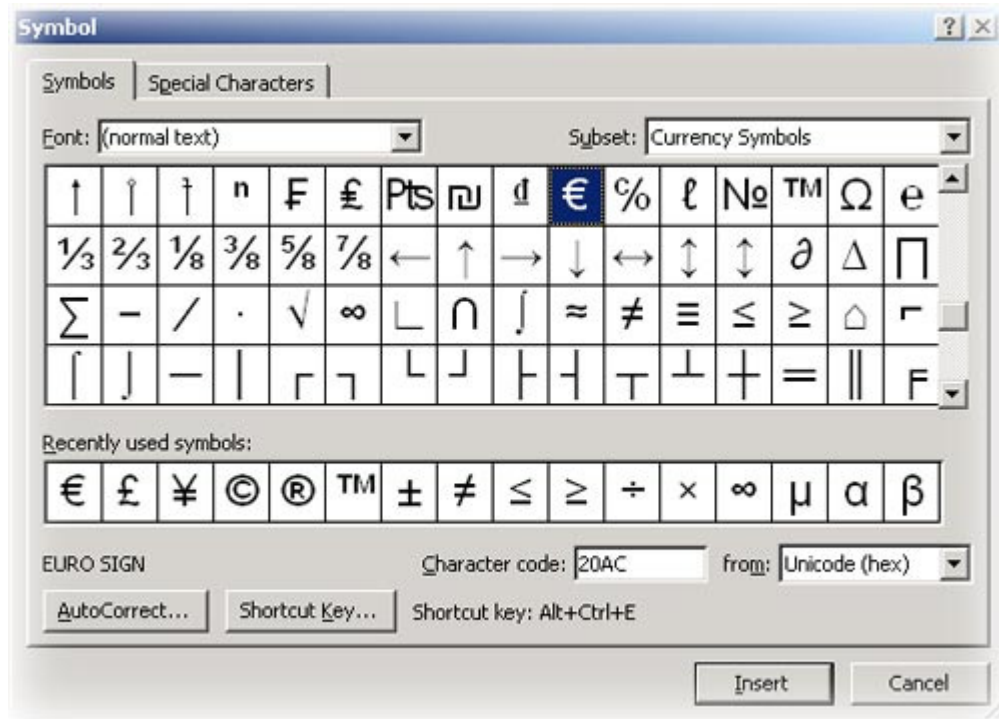 Symbol
Symbols Special Characters
Font: (normal text) Subset: Currency Symbols
ⁿ ₣ ₤ ₧ ₪ ₫ € ℅ ℓ № ™ Ω ℮
⅓ ⅔ ⅛ ⅜ ⅝ ⅞ ← ↑ → ↓ ↔ ↕ ↨ ∂ ∆ ∏
∑ − ∕ ∙ √ ∞ ∟ ∩ ∫ ≈ ≠ ≡ ≤ ≥ ⌂ ⌐
⌠ ⌡ ─ │ ┌ ┐ └ ┘ ├ ┤ ┬ ┴ ┼ ═ ║ ╒
Recently used symbols:
€ £ ¥ © ® ™ ± ≠ ≤ ≥ ÷ × ∞ µ α β
EURO SIGN Character code: 20AC from: Unicode (hex)
AutoCorrect... Shortcut Key... Shortcut key: Alt+Ctrl+E
Insert Cancel